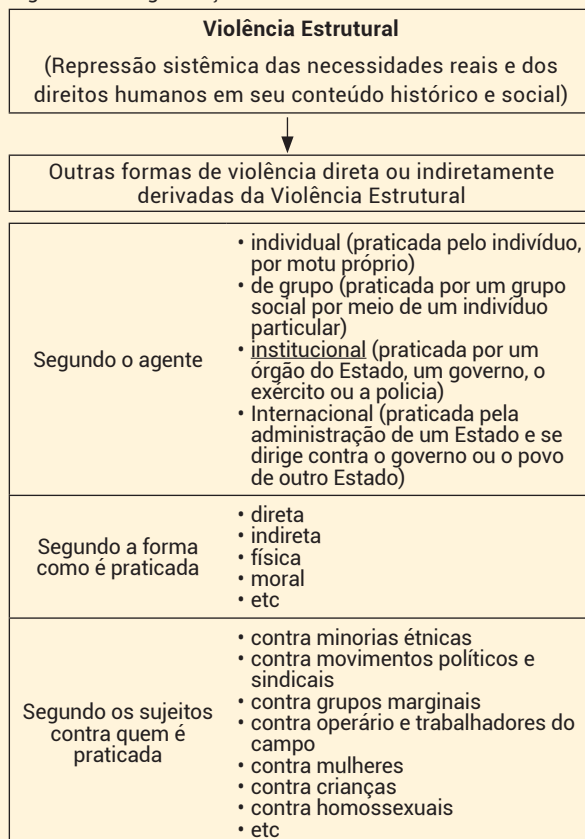 Violência Estrutural
(Repressão sistêmica das necessidades reais e dos
direitos humanos em seu conteúdo histórico e social)
Outras formas de violência direta ou indiretamente
derivadas da Violência Estrutural
Segundo o agente
• individual (praticada pelo indivíduo,
por motu próprio)
• de grupo (praticada por um grupo
social por meio de um indivíduo
particular)
• institucional (praticada por um
órgão do Estado, um governo, o
exército ou a policia)
• Internacional (praticada pela
administração de um Estado e se
dirige contra o governo ou o povo
de outro Estado)
Segundo a forma
como é praticada
• direta
• indireta
• física
• moral
• etc
Segundo os sujeitos
contra quem é
praticada
• contra minorias étnicas
• contra movimentos políticos e
sindicais
• contra grupos marginais
• contra operário e trabalhadores do
campo
• contra mulheres
• contra crianças
• contra homossexuais
• etc